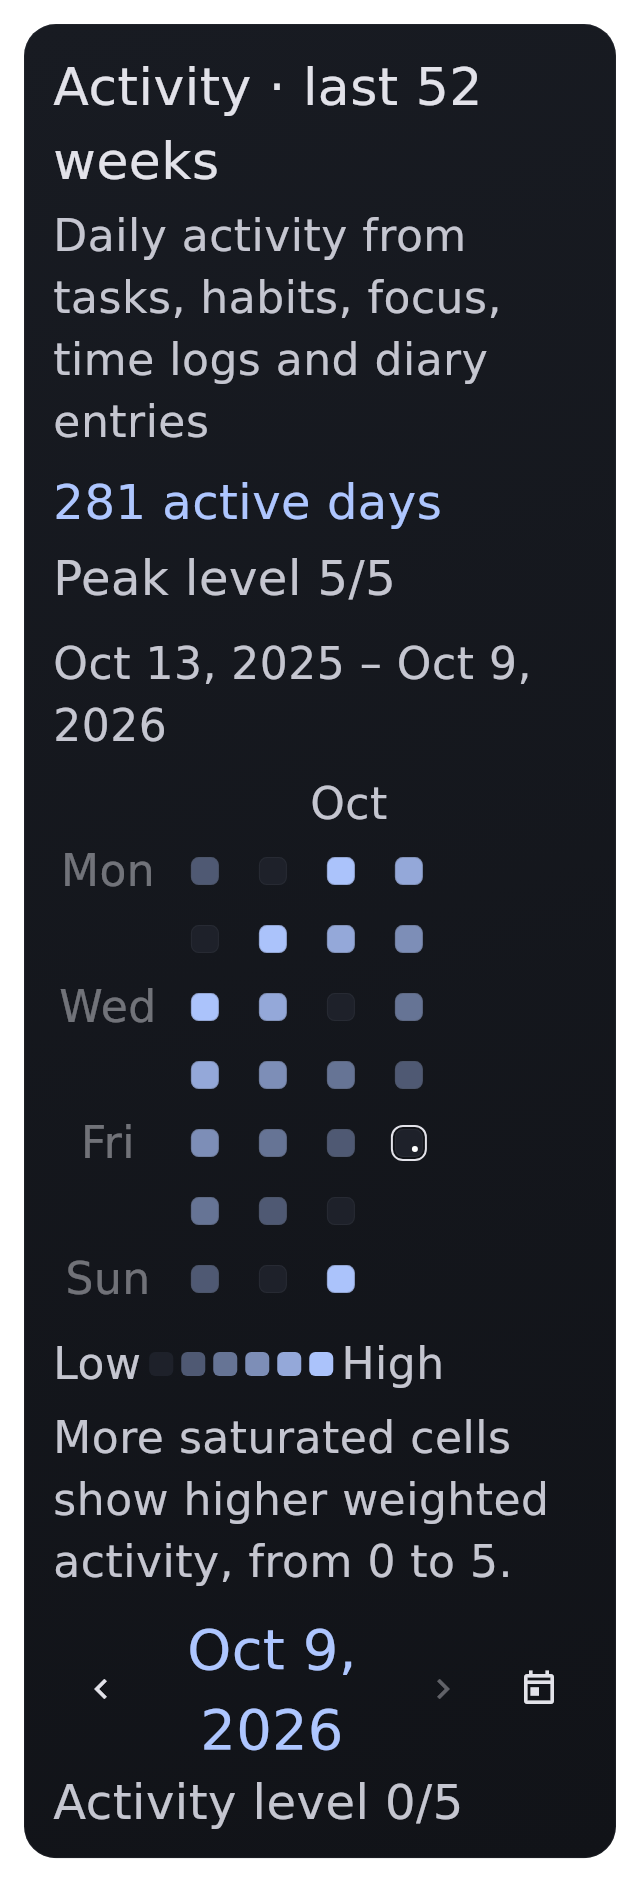 Activity · last 52
weeks
Daily activity from
tasks, habits, focus,
time logs and diary
entries
281 active days
Peak level 5/5
Oct 13, 2025 – Oct 9,
2026
Oct
Mon
Wed
Fri
Sun
Low High
More saturated cells
show higher weighted
activity, from 0 to 5.
Oct 9,
2026
Activity level 0/5